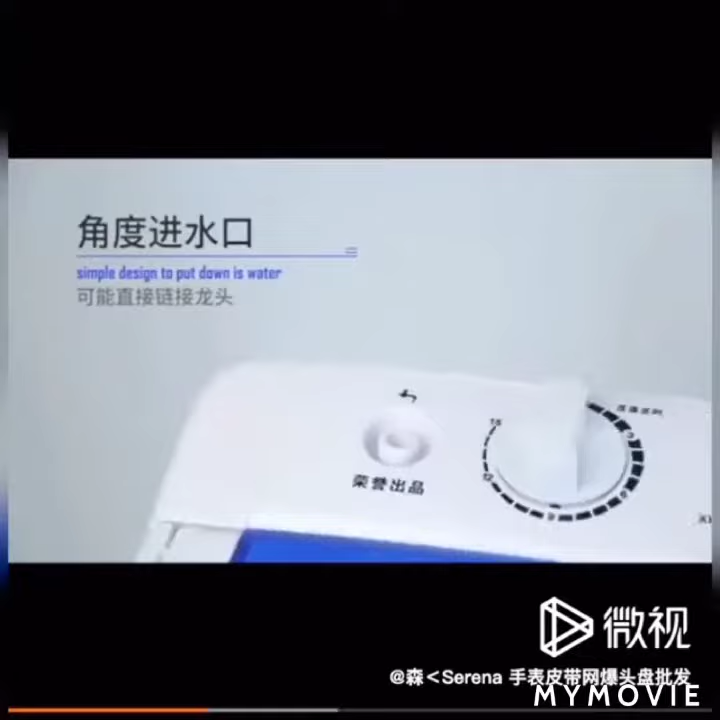 角度进水口
simple design to put down is water
可能直接链接龙头
荣誉出品
15
微视
@森＜Serena 手表皮带网爆头盘批发
MYMOVIE